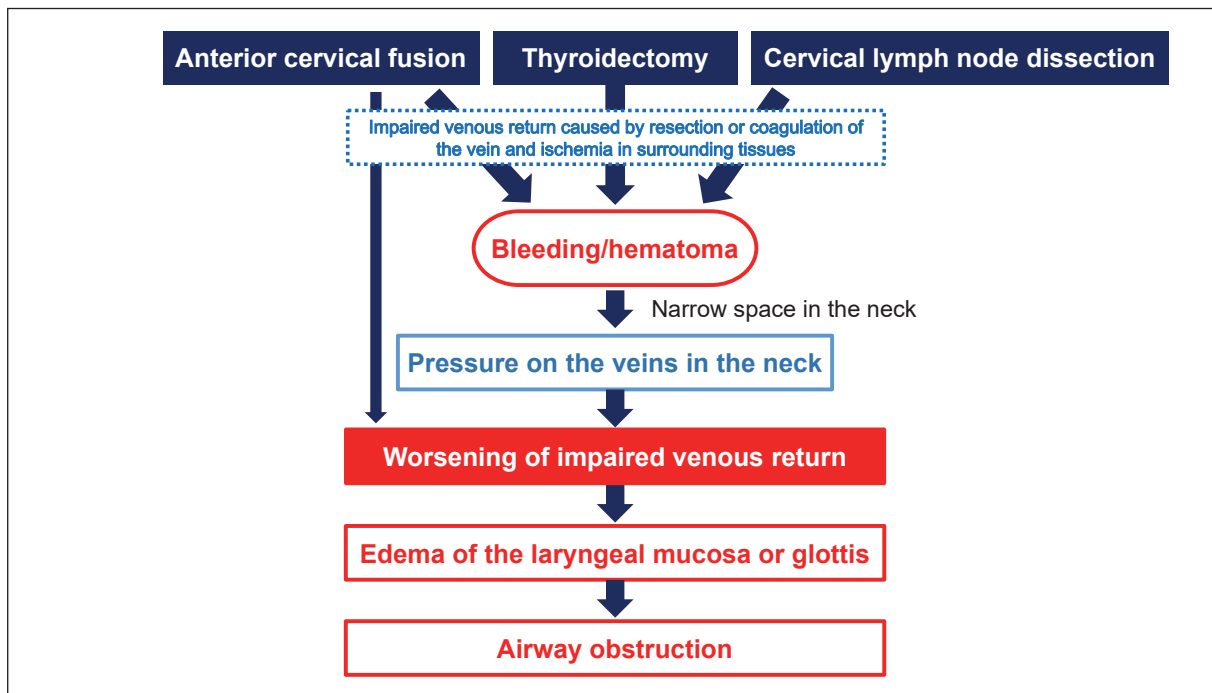 Anterior cervical fusion
Thyroidectomy
Cervical lymph node dissection
Impaired venous return caused by resection or coagulation of
the vein and ischemia in surrounding tissues
Bleeding/hematoma
Narrow space in the neck
Pressure on the veins in the neck
Worsening of impaired venous return
Edema of the laryngeal mucosa or glottis
Airway obstruction